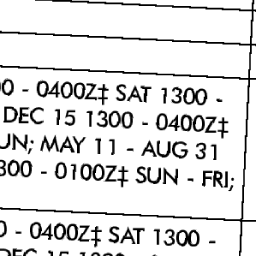 00 - 0400Z‡ SAT 1300 -
DEC 15 1300 - 0400Z‡
UN; MAY 11 - AUG 31
300 - 0100Z‡ SUN - FRI;
0 - 0400Z‡ SAT 1300 -